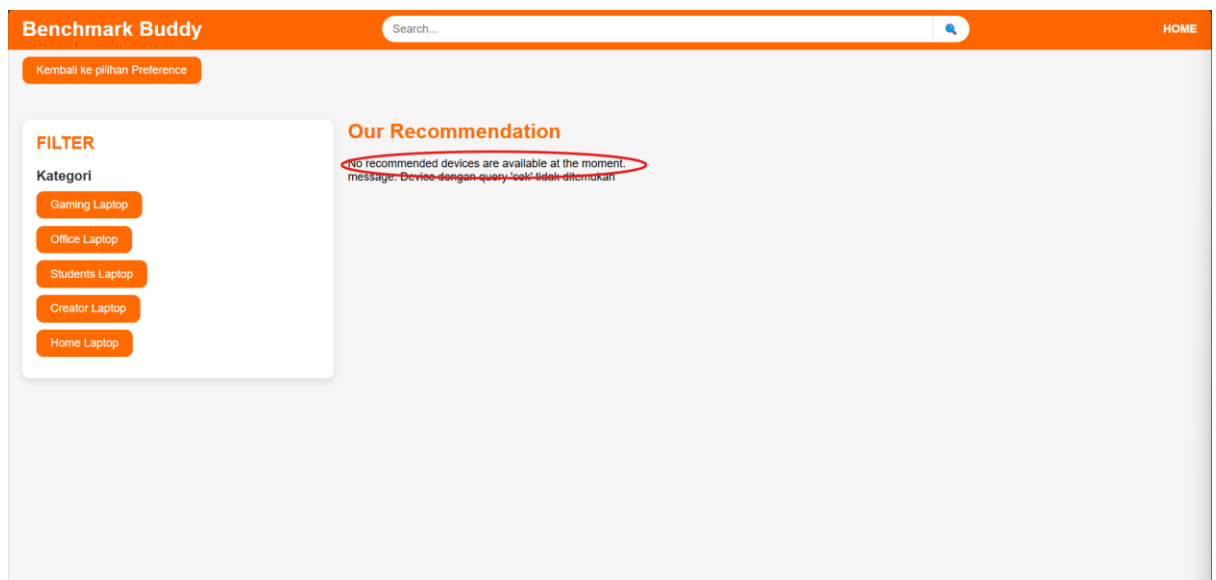 Benchmark Buddy
Search...
HOME
Kembali ke pilihan Preference
FILTER
Kategori
Gaming Laptop
Office Laptop
Students Laptop
Creator Laptop
Home Laptop
Our Recommendation
No recommended devices are available at the moment.
message: Device dengan query 'cek' tidak ditemukan